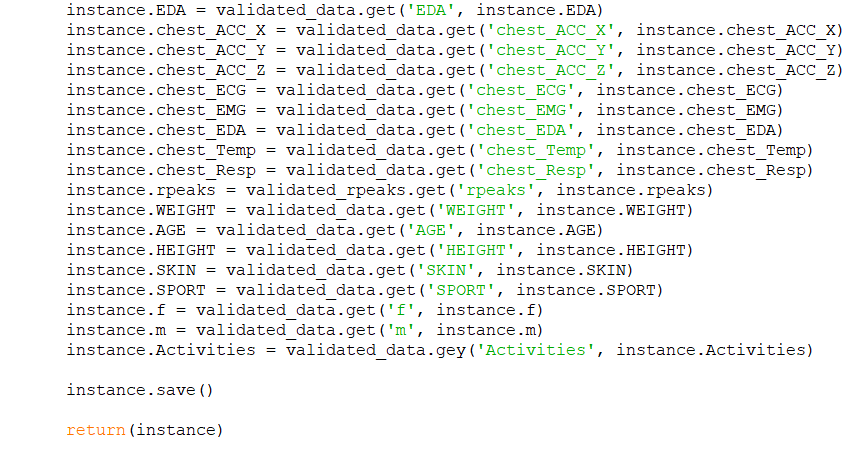 instance.EDA = validated_data.get('EDA', instance.EDA)
instance.chest_ACC_X = validated_data.get('chest_ACC_X', instance.chest_ACC_X)
instance.chest_ACC_Y = validated_data.get('chest_ACC_Y', instance.chest_ACC_Y)
instance.chest_ACC_Z = validated_data.get('chest_ACC_Z', instance.chest_ACC_Z)
instance.chest_ECG = validated_data.get('chest_ECG', instance.chest_ECG)
instance.chest_EMG = validated_data.get('chest_EMG', instance.chest_EMG)
instance.chest_EDA = validated_data.get('chest_EDA', instance.chest_EDA)
instance.chest_Temp = validated_data.get('chest_Temp', instance.chest_Temp)
instance.chest_Resp = validated_data.get('chest_Resp', instance.chest_Resp)
instance.rpeaks = validated_rpeaks.get('rpeaks', instance.rpeaks)
instance.WEIGHT = validated_data.get('WEIGHT', instance.WEIGHT)
instance.AGE = validated_data.get('AGE', instance.AGE)
instance.HEIGHT = validated_data.get('HEIGHT', instance.HEIGHT)
instance.SKIN = validated_data.get('SKIN', instance.SKIN)
instance.SPORT = validated_data.get('SPORT', instance.SPORT)
instance.f = validated_data.get('f', instance.f)
instance.m = validated_data.get('m', instance.m)
instance.Activities = validated_data.gey('Activities', instance.Activities)
instance.save()
return(instance)